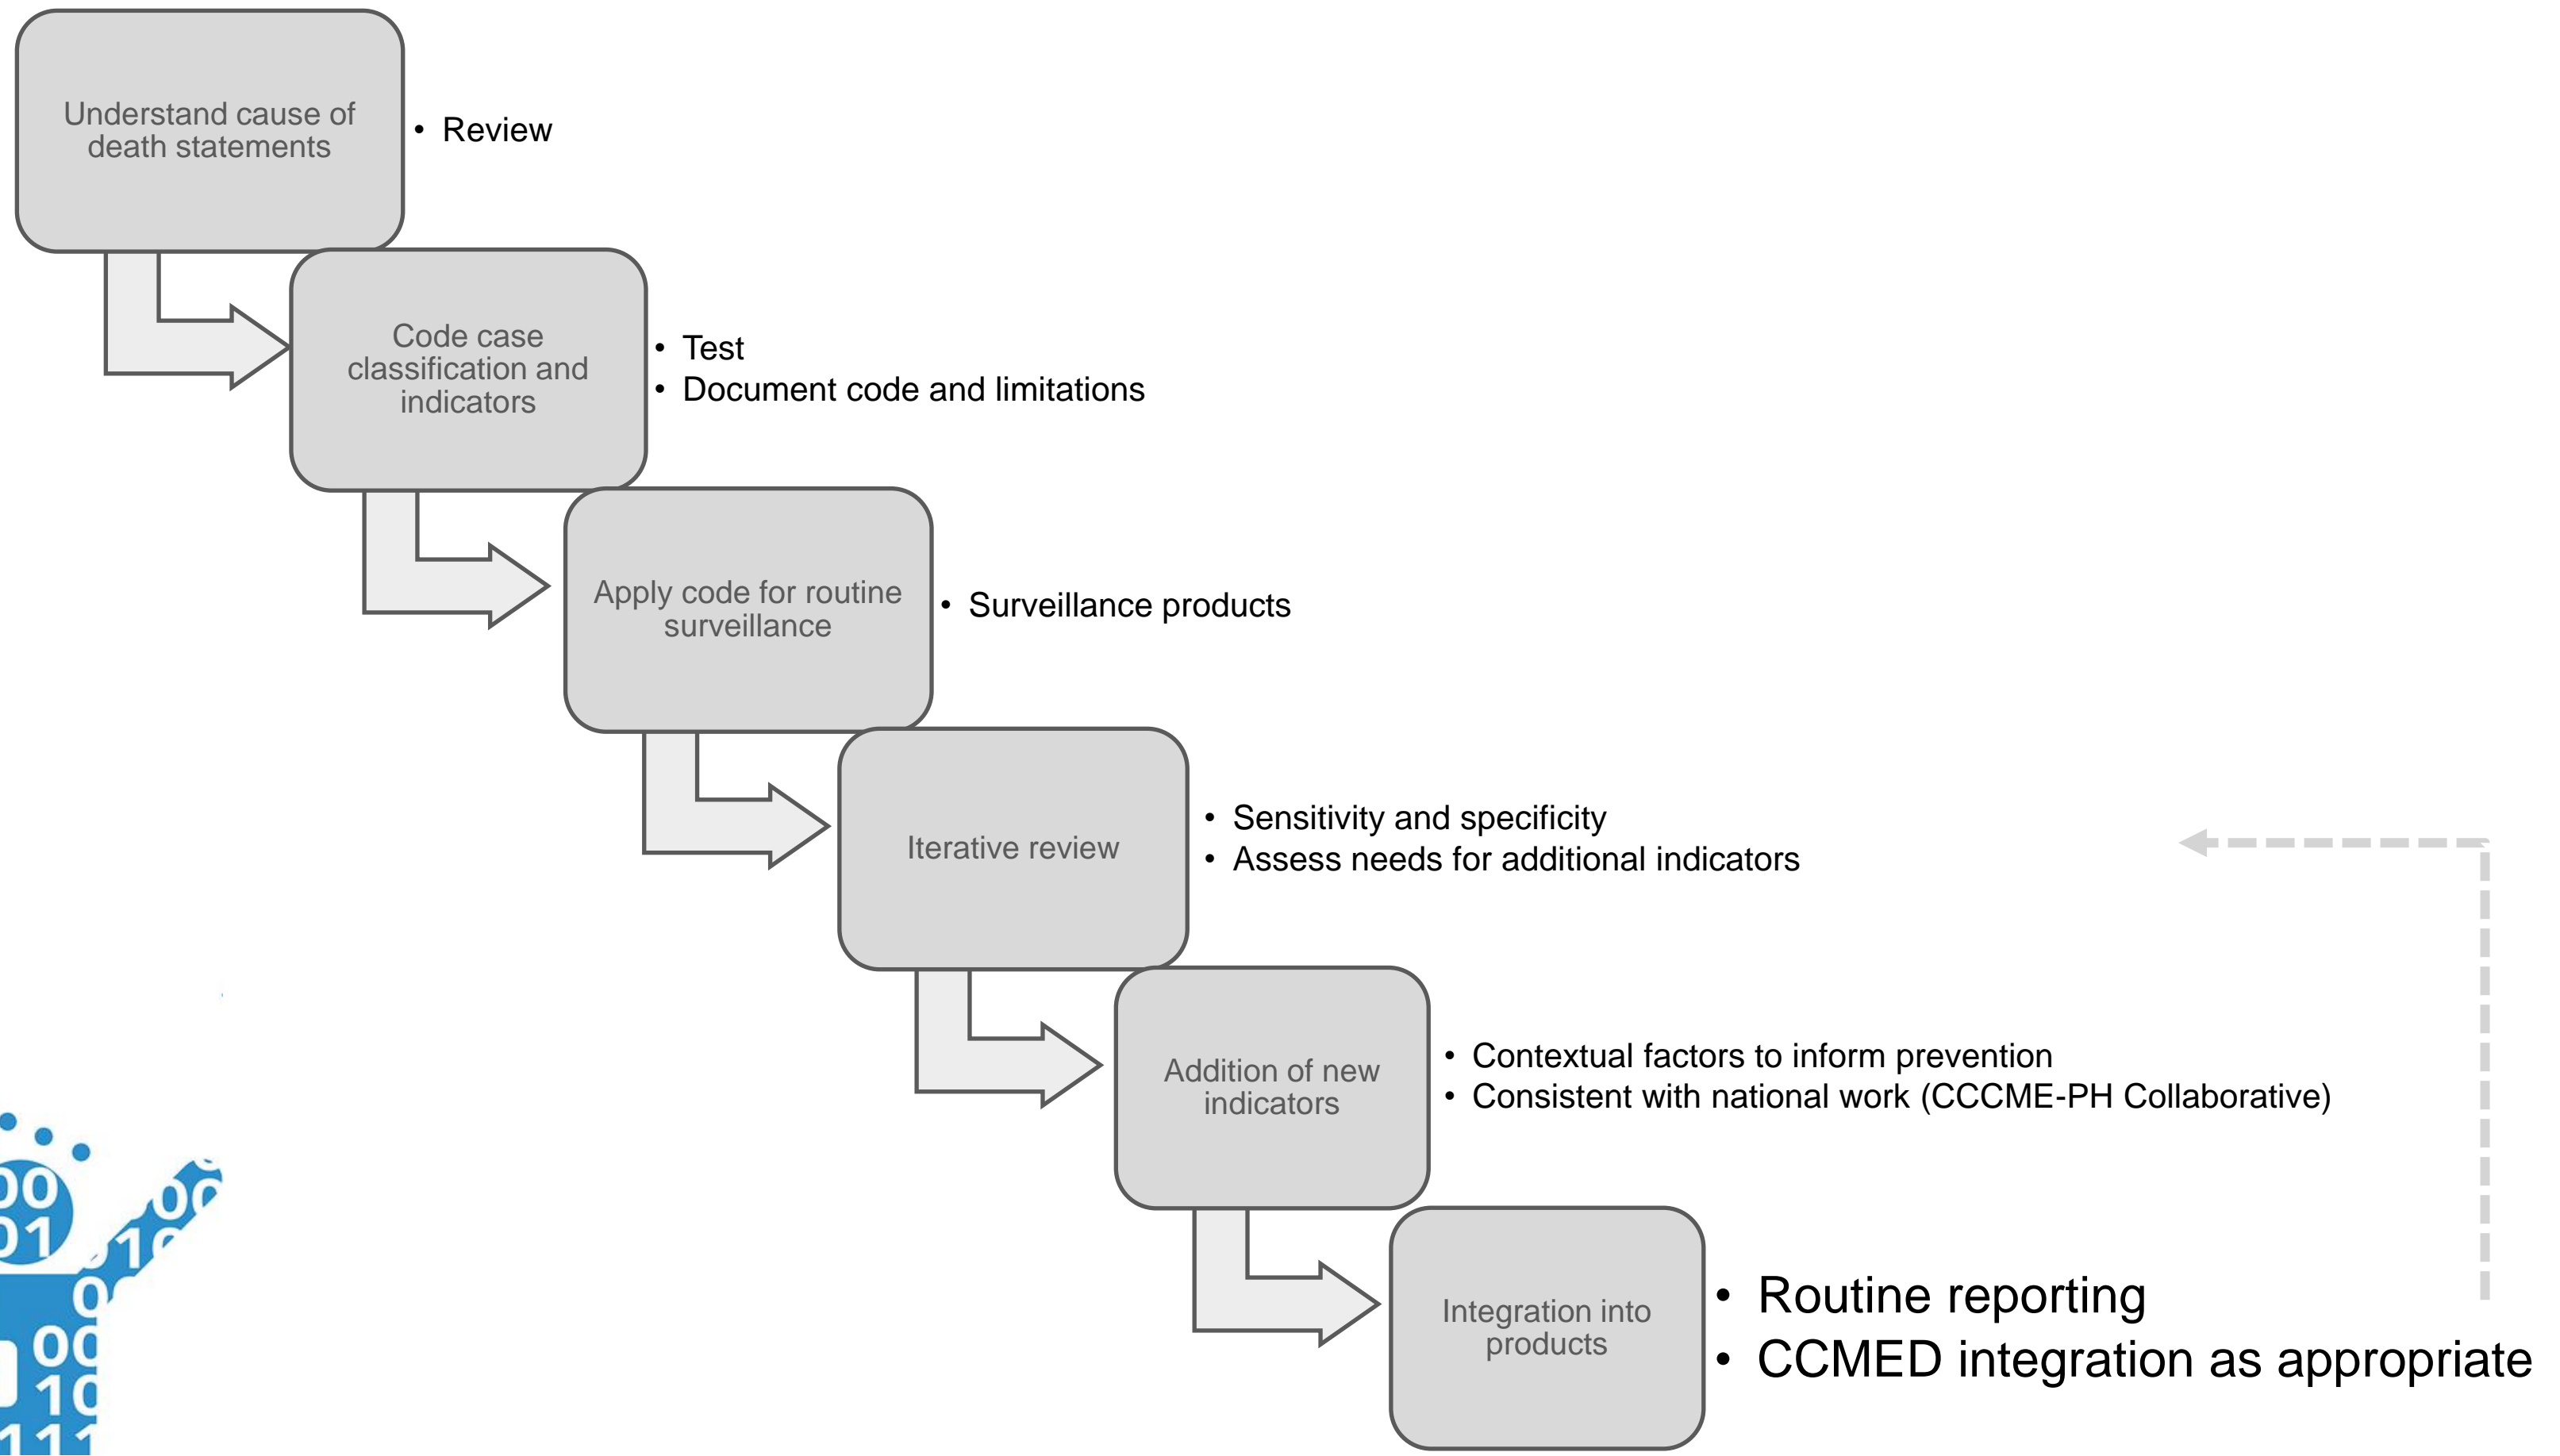 Understand cause of
death statements
• Review
Code case
classification and
indicators
• Test
• Document code and limitations
Apply code for routine
surveillance
• Surveillance products
Iterative review
• Sensitivity and specificity
• Assess needs for additional indicators
Addition of new
indicators
• Contextual factors to inform prevention
• Consistent with national work (CCCME-PH Collaborative)
Integration into
products
• Routine reporting
• CCMED integration as appropriate